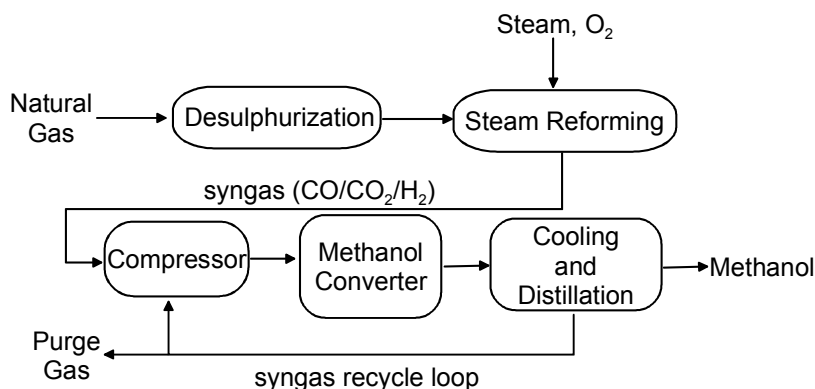 Steam, O₂
Natural
Gas
Desulphurization
Steam Reforming
syngas (CO/CO₂/H₂)
Compressor
Methanol
Converter
Cooling
and
Distillation
Methanol
Purge
Gas
syngas recycle loop